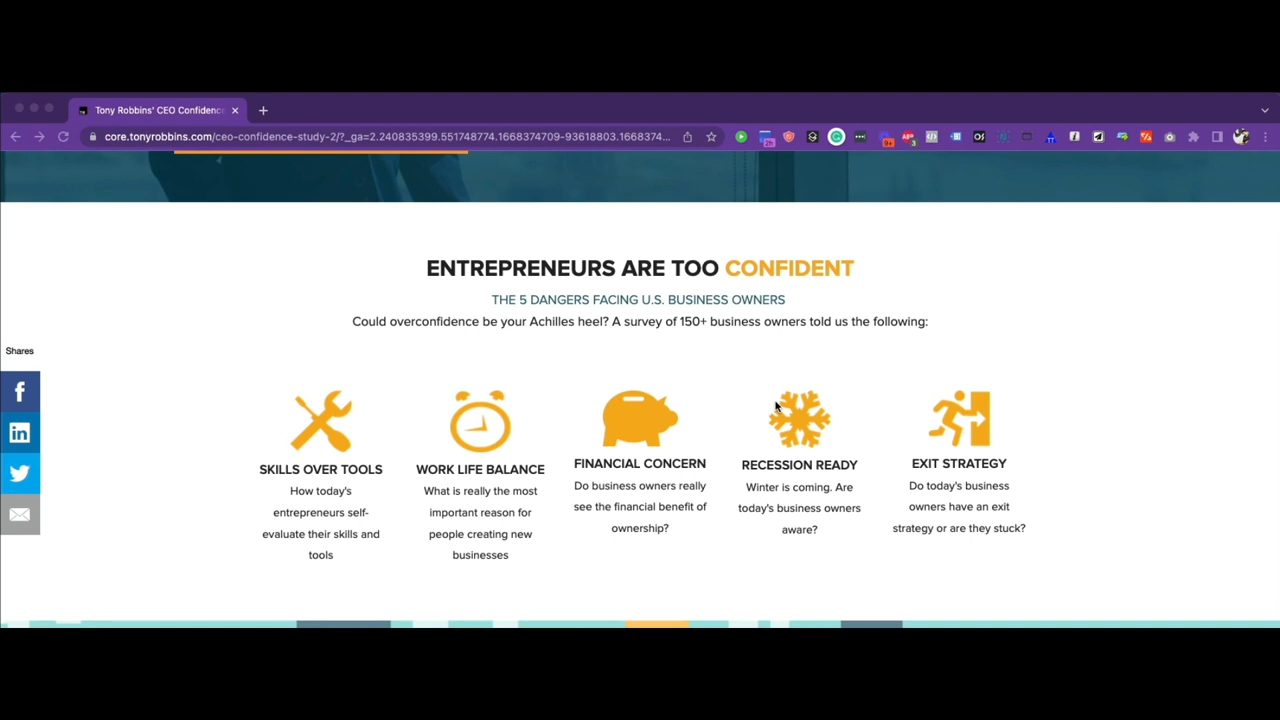 Tony Robbins' CEO Confidence
core.tonyrobbins.com/ceo-confidence-study-2/?_ga=2.240835399.551748774.1668374709-93618803.1668374...
ENTREPRENEURS ARE TOO CONFIDENT
THE 5 DANGERS FACING U.S. BUSINESS OWNERS
Could overconfidence be your Achilles heel? A survey of 150+ business owners told us the following:
Shares
SKILLS OVER TOOLS
How today's
entrepreneurs self-
evaluate their skills and
tools
WORK LIFE BALANCE
What is really the most
important reason for
people creating new
businesses
FINANCIAL CONCERN
Do business owners really
see the financial benefit of
ownership?
RECESSION READY
Winter is coming. Are
today's business owners
aware?
EXIT STRATEGY
Do today's business
owners have an exit
strategy or are they stuck?